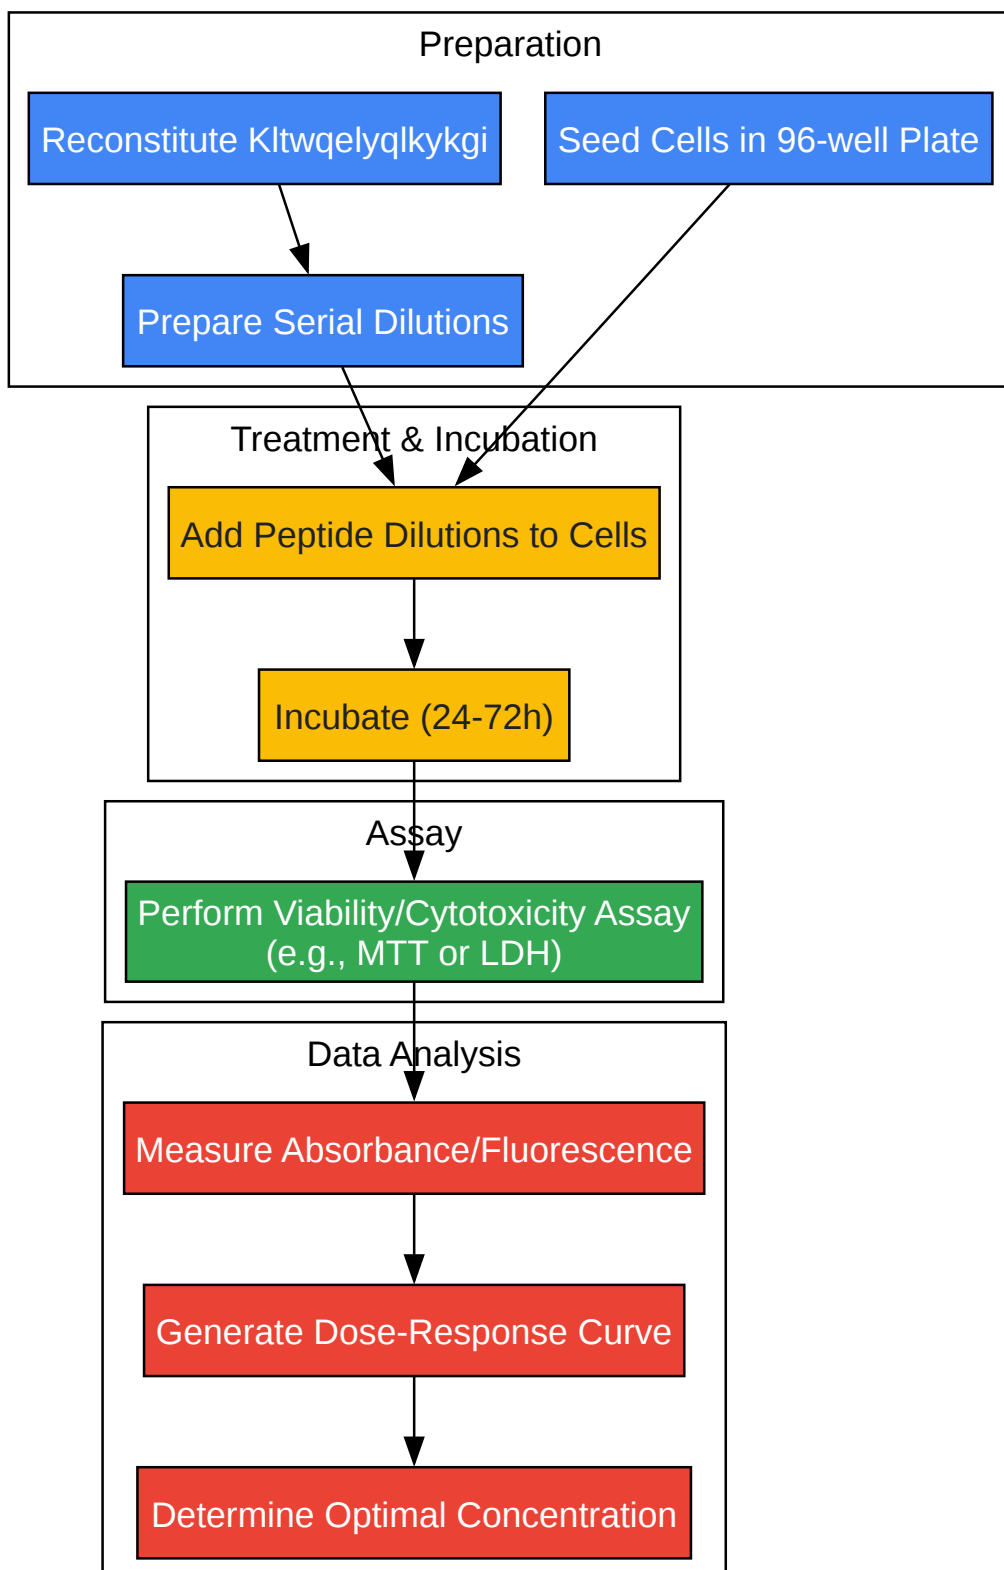 Preparation
Reconstitute Kltwqelyqlkykgi
Seed Cells in 96-well Plate
Prepare Serial Dilutions
Treatment & Incubation
Add Peptide Dilutions to Cells
Incubate (24-72h)
Assay
Perform Viability/Cytotoxicity Assay
(e.g., MTT or LDH)
Data Analysis
Measure Absorbance/Fluorescence
Generate Dose-Response Curve
Determine Optimal Concentration